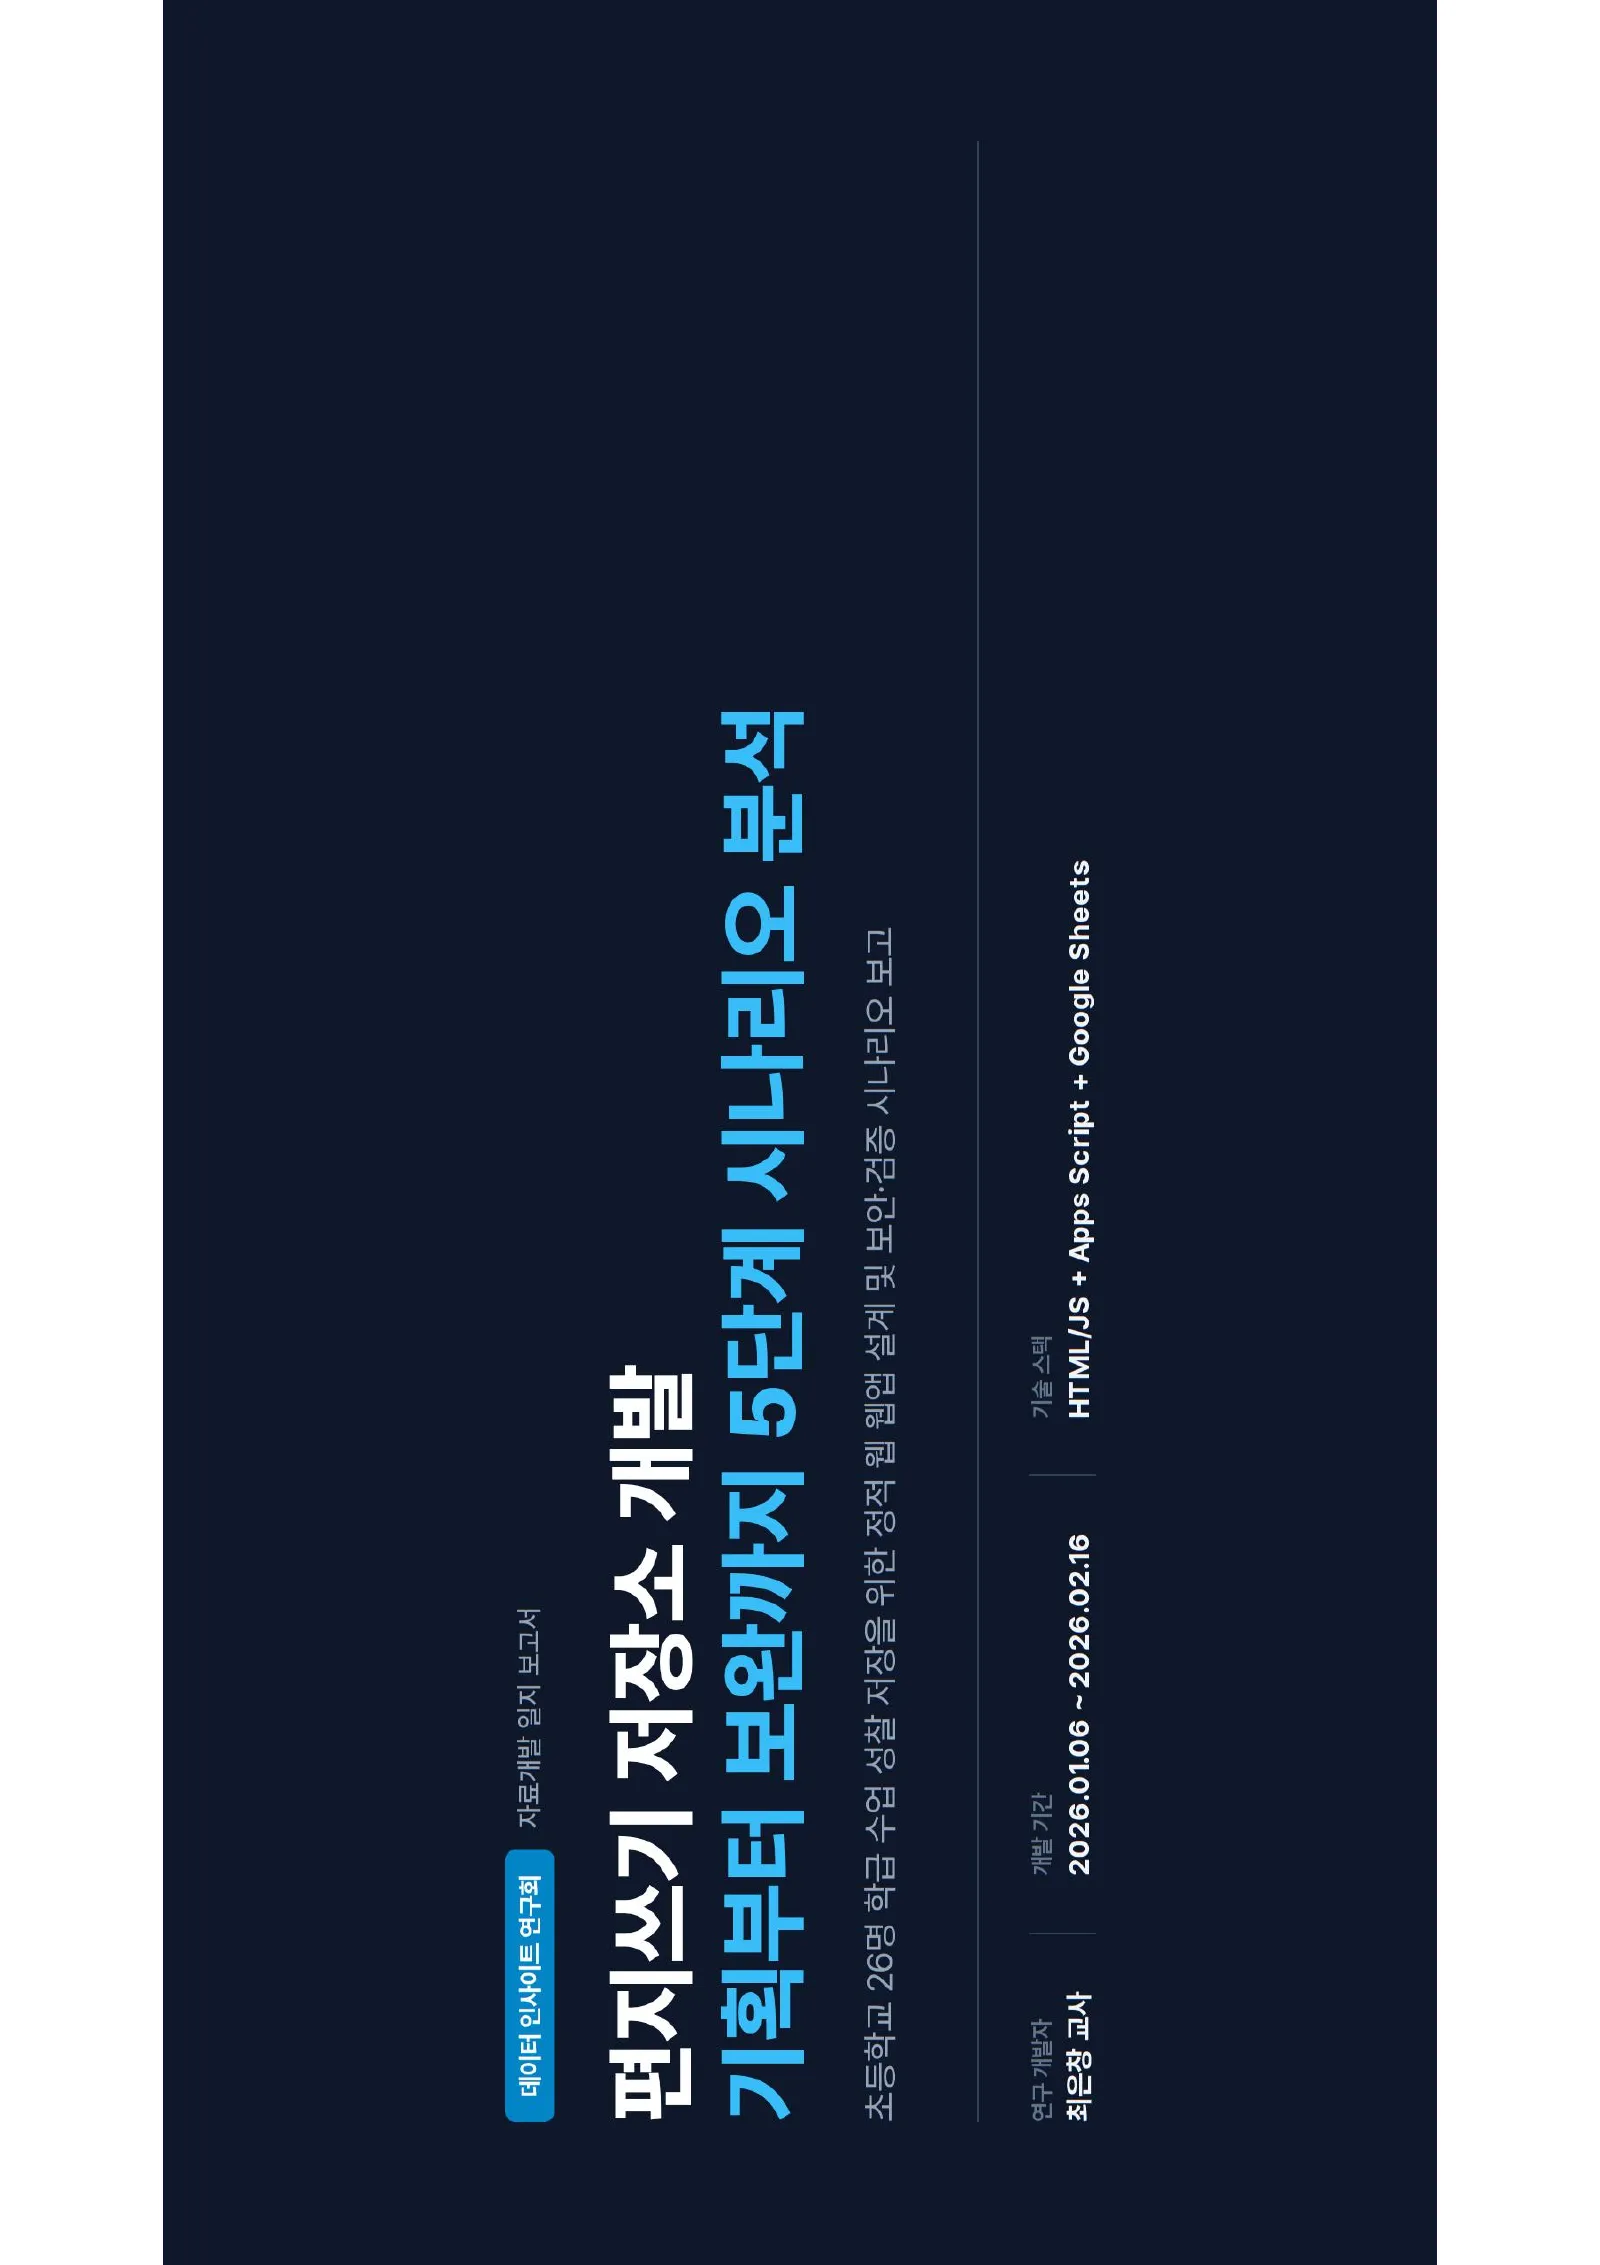 데이터 인사이트 연구회 자료개발 일지 보고서
편지쓰기 저장소 개발
기획부터 보완까지 5단계 시나리오 분석
초등학교 26명 학급 수업 성찰 저장을 위한 정적 웹 웹앱 설계 및 보안·검증 시나리오 보고
연구 개발자
최은창 교사
개발 기간
2026.01.06 ~ 2026.02.16
기술 스택
HTML/JS + Apps Script + Google Sheets